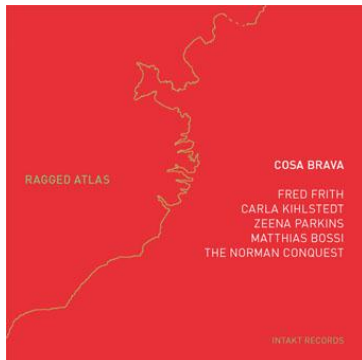 RAGGED ATLAS
COSA BRAVA
FRED FRITH
CARLA KIHLSTEDT
ZEENA PARKINS
MATTHIAS BOSSI
THE NORMAN CONQUEST
INTAKT RECORDS